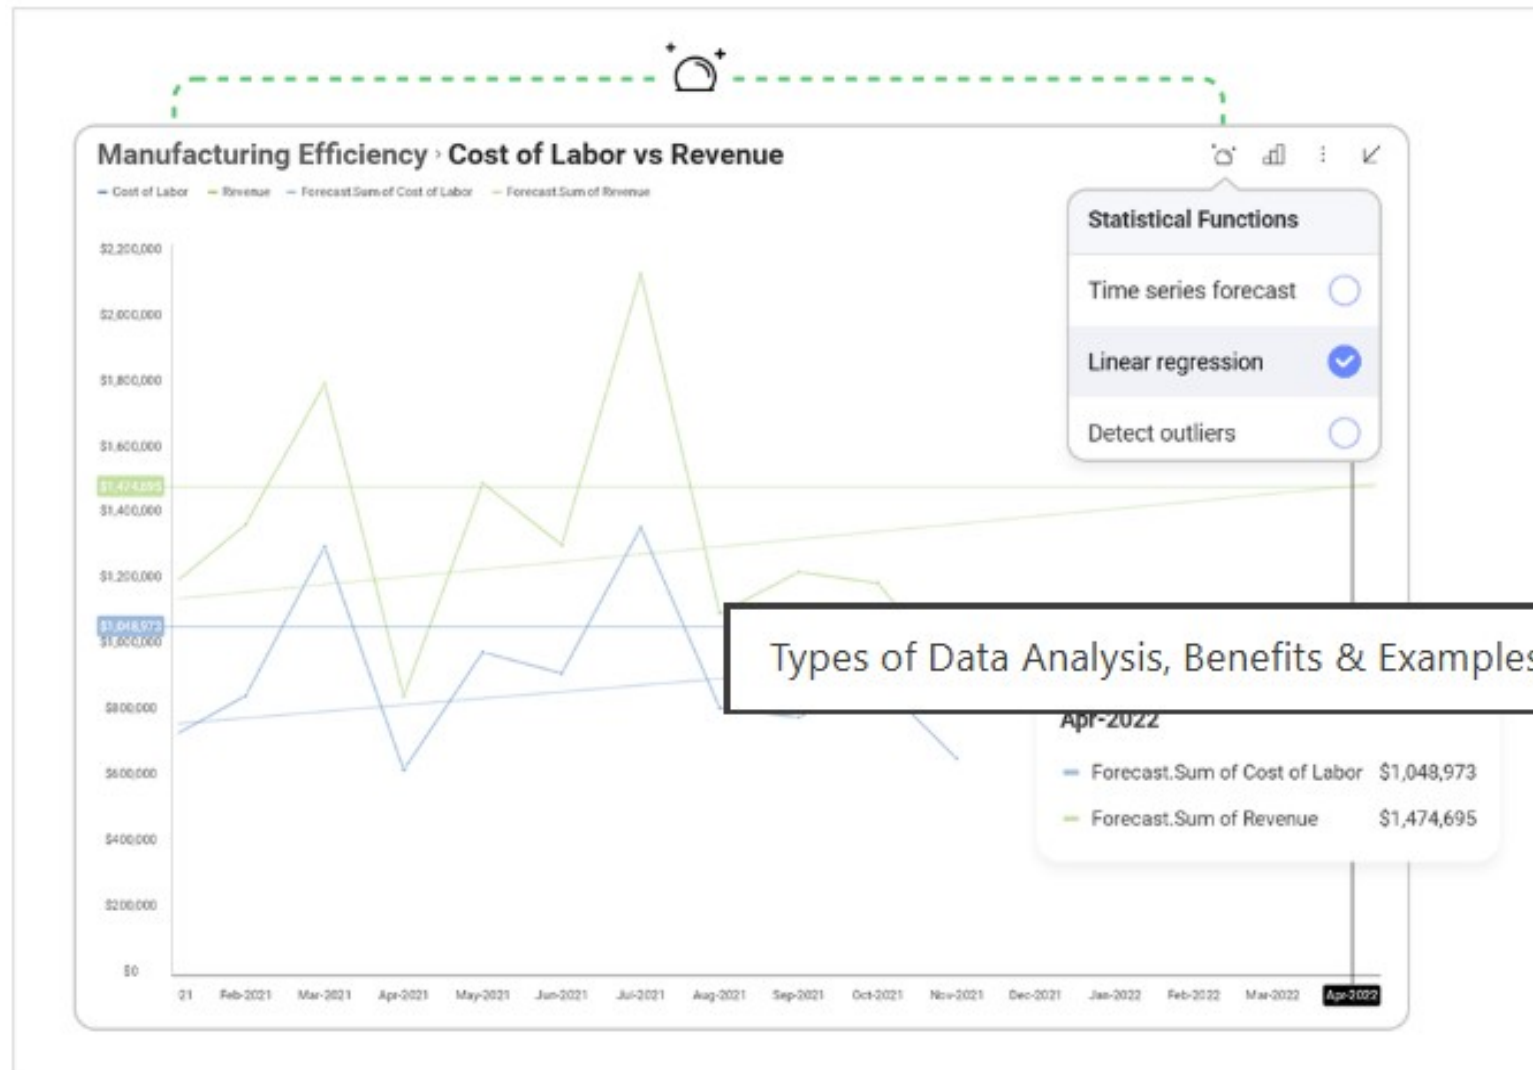 Manufacturing Efficiency › Cost of Labor vs Revenue
Cost of Labor Revenue Forecast.Sum of Cost of Labor Forecast.Sum of Revenue
Statistical Functions
Time series forecast
Linear regression
Detect outliers
$2,200,000
$2,000,000
$1,800,000
$1,600,000
$1,474,695
$1,400,000
$1,200,000
$1,048,973
$1,000,000
$800,000
$600,000
$400,000
$200,000
$0
Types of Data Analysis, Benefits & Examples
Apr-2022
Forecast.Sum of Cost of Labor $1,048,973
Forecast.Sum of Revenue $1,474,695
21 Feb-2021 Mar-2021 Apr-2021 May-2021 Jun-2021 Jul-2021 Aug-2021 Sep-2021 Oct-2021 Nov-2021 Dec-2021 Jan-2022 Feb-2022 Mar-2022 Apr-2022